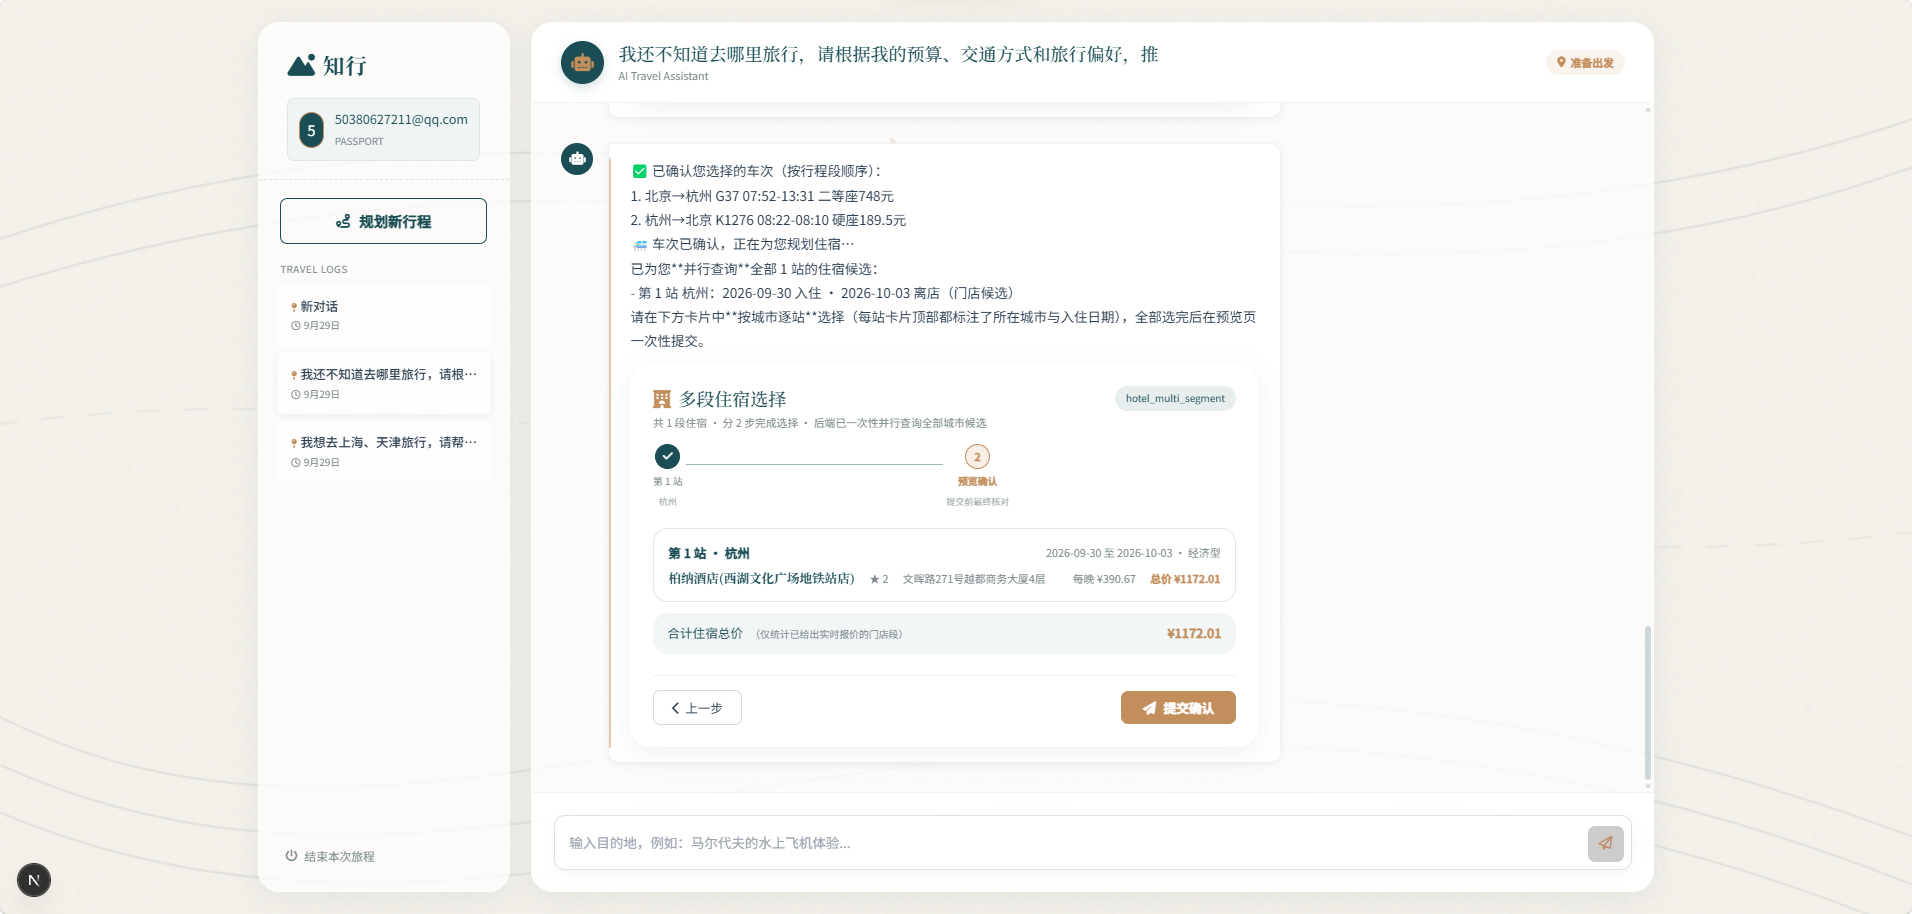 知行
5
50380627211@qq.com
PASSPORT
规划新行程
TRAVEL LOGS
新对话
9月29日
我还不知道去哪里旅行，请根…
9月29日
我想去上海、天津旅行，请帮…
9月29日
结束本次旅程
N
我还不知道去哪里旅行，请根据我的预算、交通方式和旅行偏好，推
AI Travel Assistant
准备出发
✅ 已确认您选择的车次（按行程段顺序）：
1. 北京→杭州 G37 07:52-13:31 二等座748元
2. 杭州→北京 K1276 08:22-08:10 硬座189.5元
🚈 车次已确认，正在为您规划住宿…
已为您**并行查询**全部 1 站的住宿候选：
- 第 1 站 杭州：2026-09-30 入住 · 2026-10-03 离店（门店候选）
请在下方卡片中**按城市逐站**选择（每站卡片顶部都标注了所在城市与入住日期），全部选完后在预览页
一次性提交。
多段住宿选择
hotel_multi_segment
共 1 段住宿 · 分 2 步完成选择 · 后端已一次性并行查询全部城市候选
2
第 1 站
预览确认
杭州
提交前最终核对
第 1 站 · 杭州
2026-09-30 至 2026-10-03 · 经济型
柏纳酒店(西湖文化广场地铁站店) ★ 2 文晖路271号越都商务大厦4层 每晚 ¥390.67 总价 ¥1172.01
合计住宿总价 （仅统计已给出实时报价的门店段） ¥1172.01
上一步
提交确认
输入目的地，例如：马尔代夫的水上飞机体验...